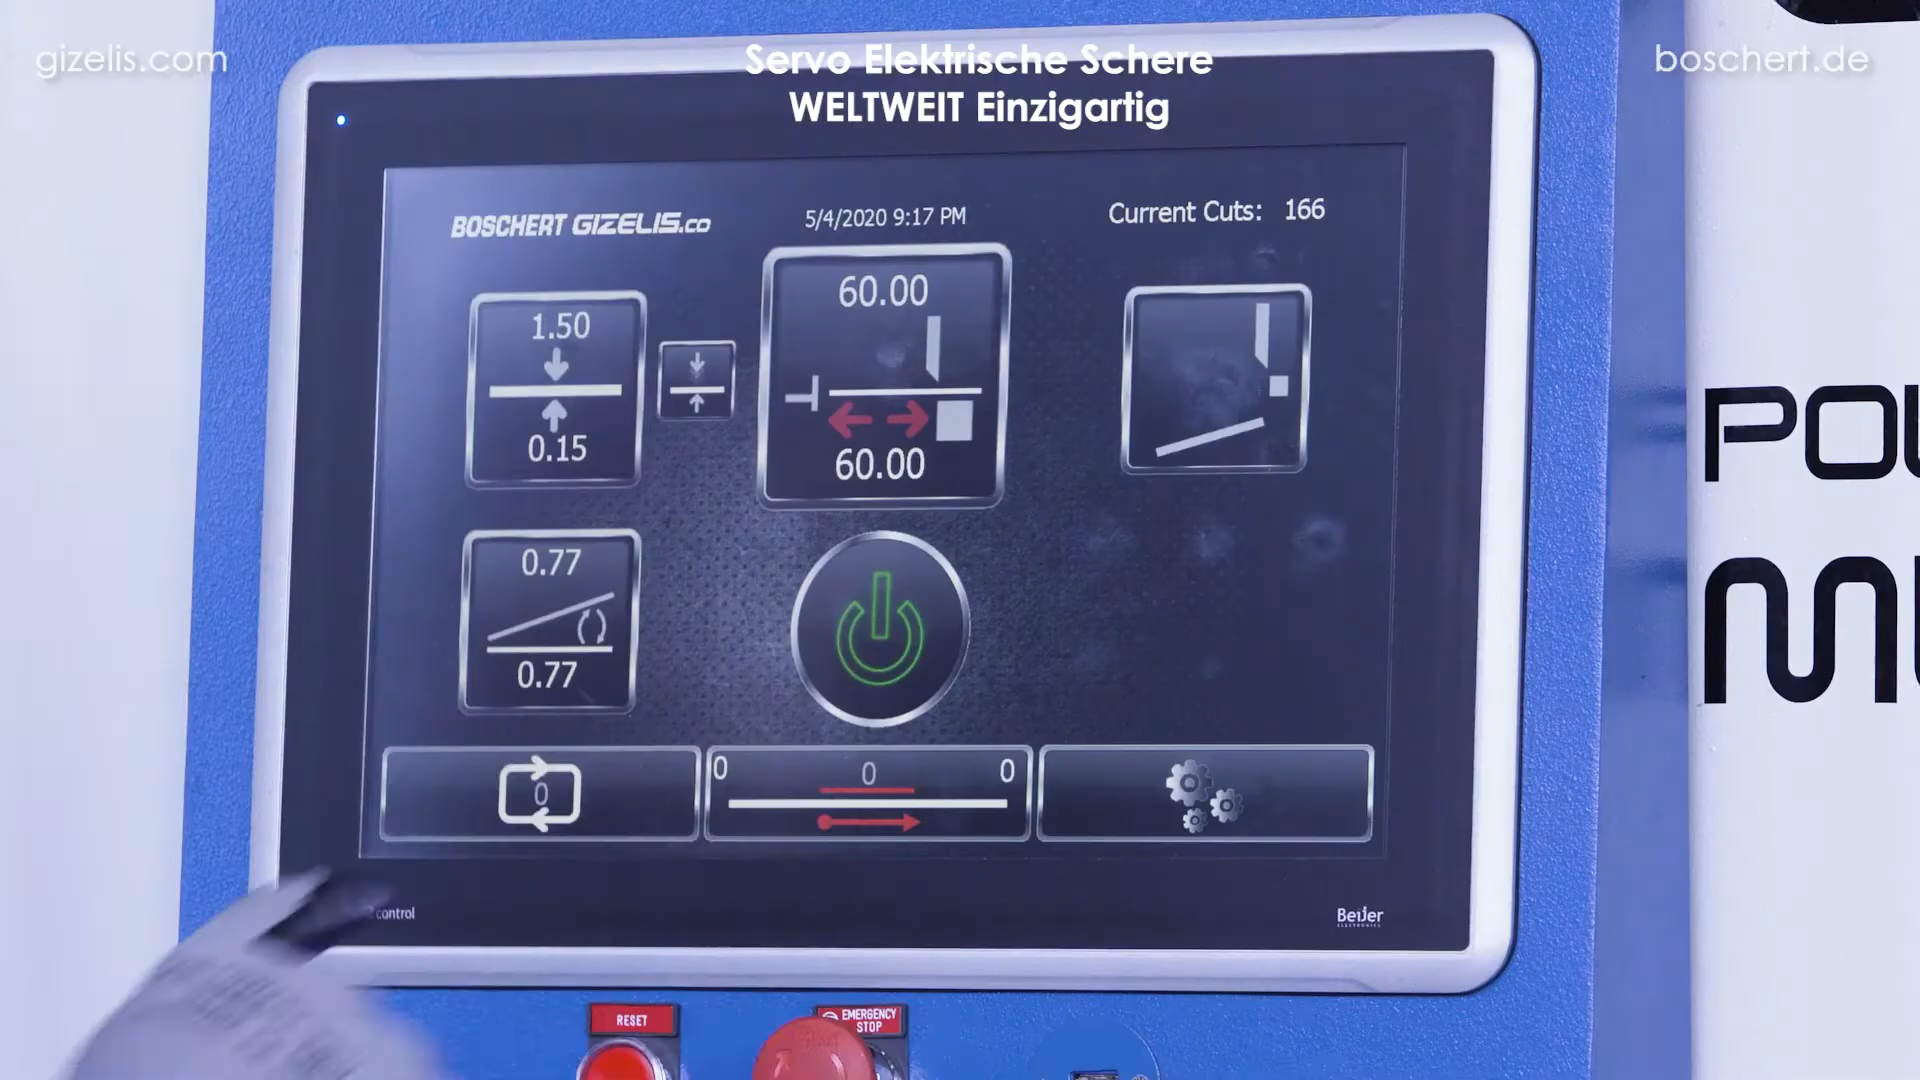 gizelis.com
Servo Elektrische Schere
WELTWEIT Einzigartig
boschert.de
BOSCHERT GIZELIS.CO
5/4/2020 9:17 PM
Current Cuts: 166
1.50
0.15
60.00
60.00
0.77
0.77
0
0
0
0
control
Beijer
ELECTRONICS
RESET
EMERGENCY
STOP